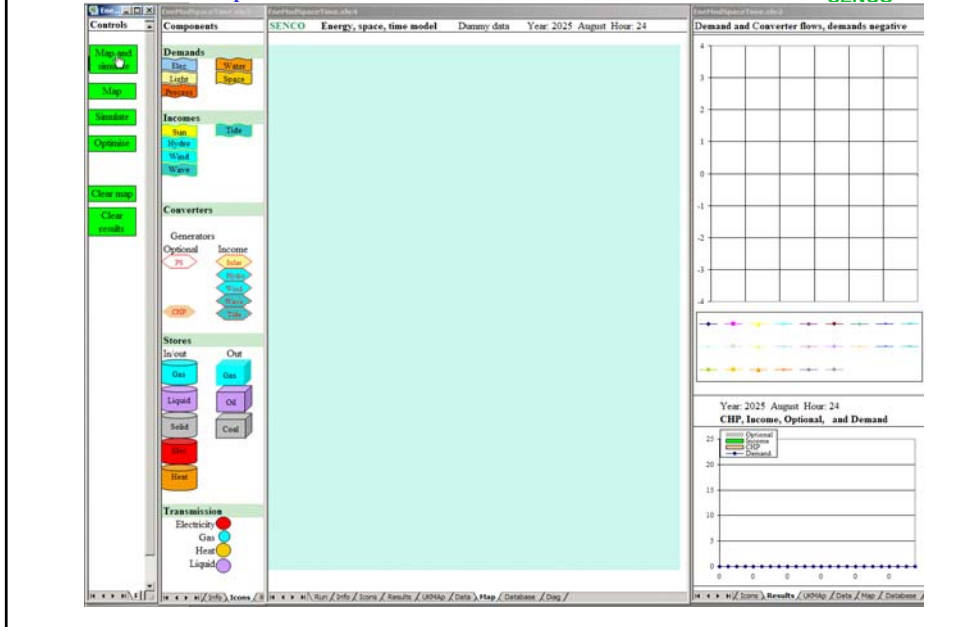 SENCO
Controls
Map and
simulate
Map
Simulate
Optimise
Clear map
Clear
results
Components
Demands
Elec
Water
Light
Space
Process
Incomes
Sun
Tide
Hydro
Wind
Wave
Converters
Generators
Optional
Income
PS
Solar
Hydro
Wind
Wave
CHP
Tide
Stores
In/out
Out
Gas
Gas
Liquid
Oil
Solid
Coal
Elec
Heat
Transmission
Electricity
Gas
Heat
Liquid
Info / Icons
SENCO Energy, space, time model Dummy data Year: 2025 August Hour: 24
Run / Info / Icons / Results / UKMAp / Data / Map / Database / Diag /
Demand and Converter flows, demands negative
4
3
2
1
0
-1
-2
-3
-4
Year: 2025 August Hour: 24
CHP, Income, Optional, and Demand
Optional
Income
CHP
Demand
25
20
15
10
5
0
0 0 0 0 0 0
Icons / Results / UKMAp / Data / Map / Database /